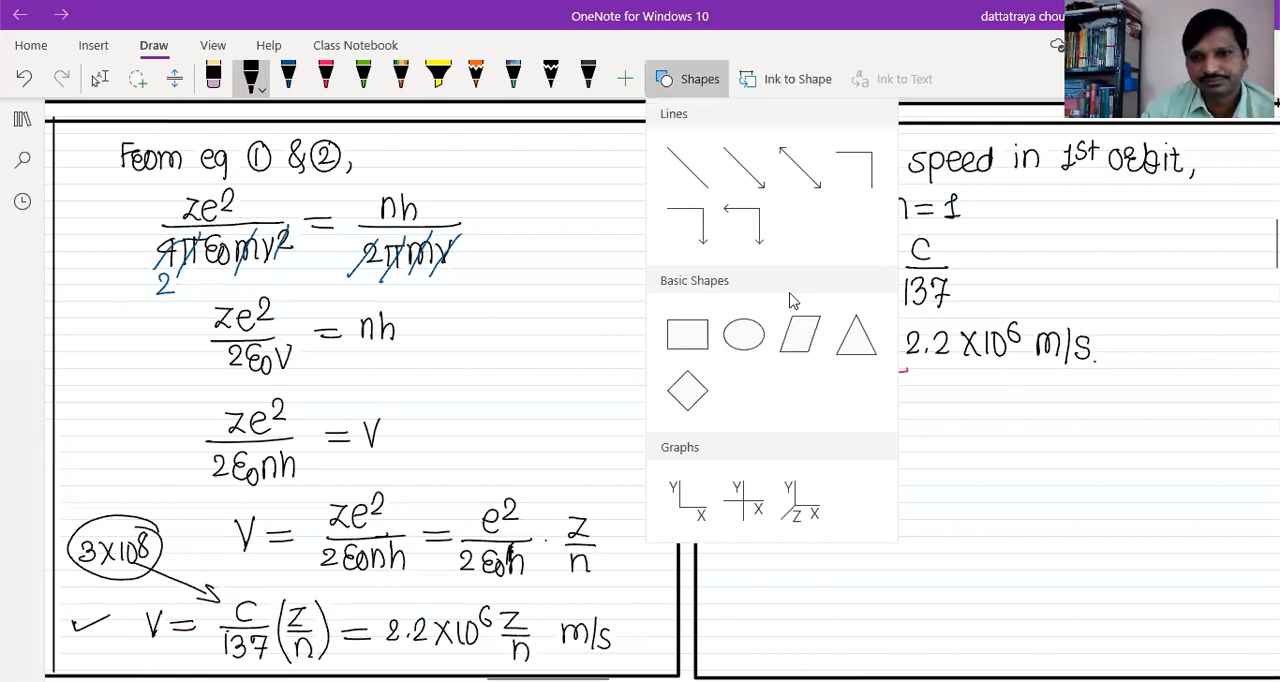 OneNote for Windows 10
dattatraya chou
Home Insert Draw View Help Class Notebook
Shapes Ink to Shape Ink to Text
Lines
Basic Shapes
Graphs
Y X Y X Y Z X
From eq ① & ②,
ze² / 4πε₀mv² = nh / 2πmv
2
ze² / 2ε₀v = nh
ze² / 2ε₀nh = v
V = ze² / 2ε₀nh = e² / 2ε₀h · z / n
3×10⁸
V = C / 137 (z / n) = 2.2×10⁶ z / n m/s
speed in 1st orbit,
n = 1
C / 137
2.2 ×10⁶ m/s.